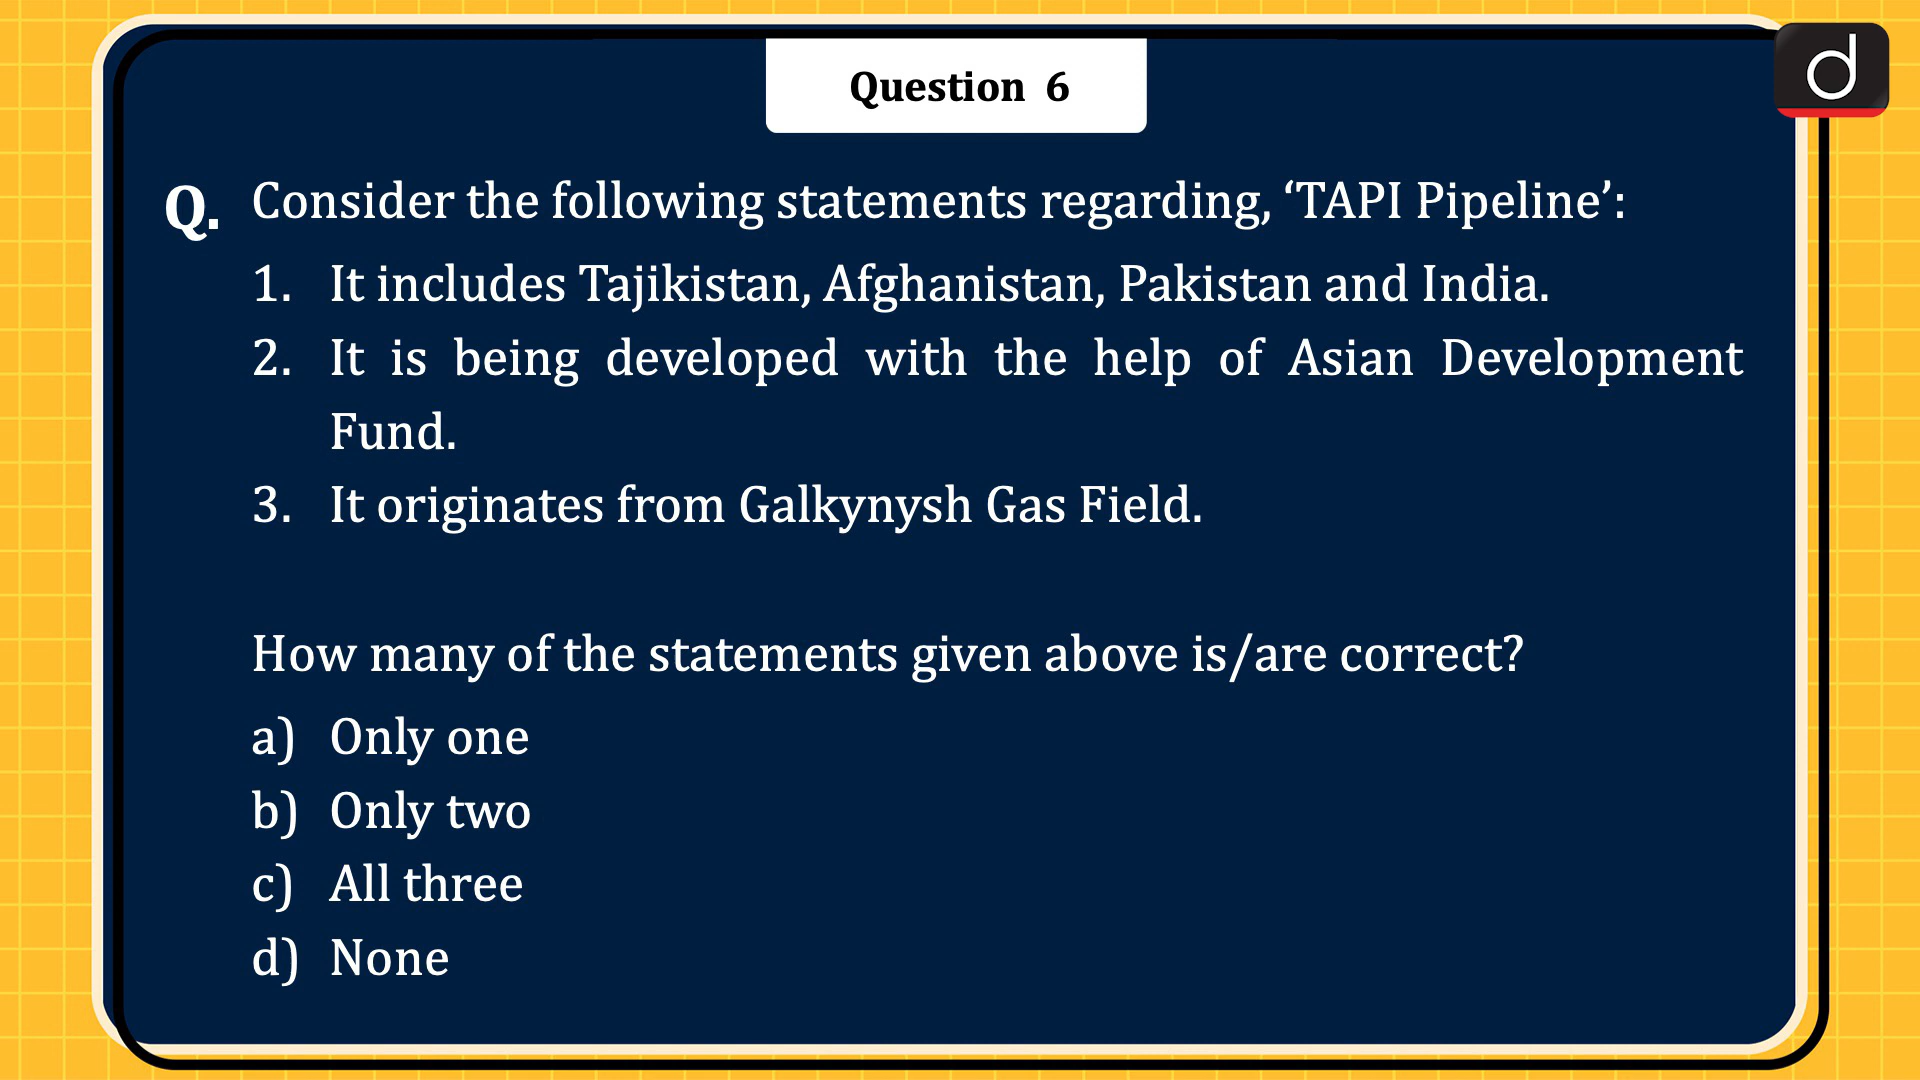 Question 6
Q. Consider the following statements regarding, ‘TAPI Pipeline’:
1. It includes Tajikistan, Afghanistan, Pakistan and India.
2. It is being developed with the help of Asian Development
Fund.
3. It originates from Galkynysh Gas Field.
How many of the statements given above is/are correct?
a) Only one
b) Only two
c) All three
d) None